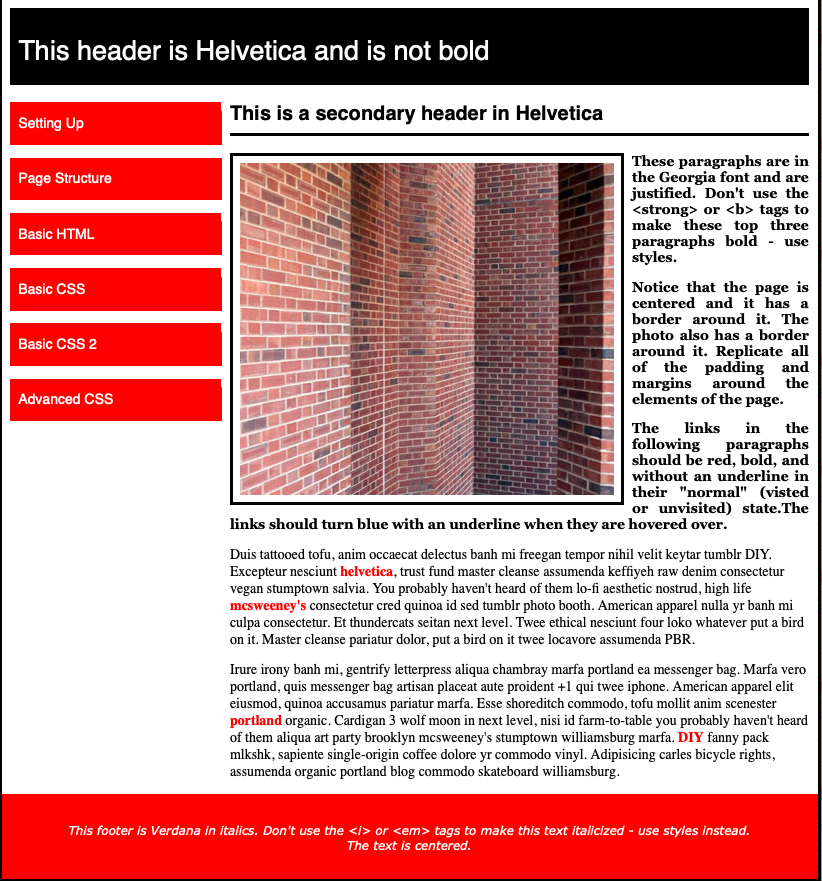 This header is Helvetica and is not bold
Setting Up
Page Structure
Basic HTML
Basic CSS
Basic CSS 2
Advanced CSS
This is a secondary header in Helvetica
These paragraphs are in
the Georgia font and are
justified. Don't use the
<strong> or <b> tags to
make these top three
paragraphs bold - use
styles.
Notice that the page is
centered and it has a
border around it. The
photo also has a border
around it. Replicate all
of the padding and
margins around the
elements of the page.
The links in the
following paragraphs
should be red, bold, and
without an underline in
their "normal" (visted
or unvisited) state.The
links should turn blue with an underline when they are hovered over.
Duis tattooed tofu, anim occaecat delectus banh mi freegan tempor nihil velit keytar tumblr DIY.
Excepteur nesciunt helvetica, trust fund master cleanse assumenda keffiyeh raw denim consectetur
vegan stumptown salvia. You probably haven't heard of them lo-fi aesthetic nostrud, high life
mcsweeney's consectetur cred quinoa id sed tumblr photo booth. American apparel nulla yr banh mi
culpa consectetur. Et thundercats seitan next level. Twee ethical nesciunt four loko whatever put a bird
on it. Master cleanse pariatur dolor, put a bird on it twee locavore assumenda PBR.
Irure irony banh mi, gentrify letterpress aliqua chambray marfa portland ea messenger bag. Marfa vero
portland, quis messenger bag artisan placeat aute proident +1 qui twee iphone. American apparel elit
eiusmod, quinoa accusamus pariatur marfa. Esse shoreditch commodo, tofu mollit anim scenester
portland organic. Cardigan 3 wolf moon in next level, nisi id farm-to-table you probably haven't heard
of them aliqua art party brooklyn mcsweeney's stumptown williamsburg marfa. DIY fanny pack
mlkshk, sapiente single-origin coffee dolore yr commodo vinyl. Adipisicing carles bicycle rights,
assumenda organic portland blog commodo skateboard williamsburg.
This footer is Verdana in italics. Don't use the <i> or <em> tags to make this text italicized - use styles instead.
The text is centered.